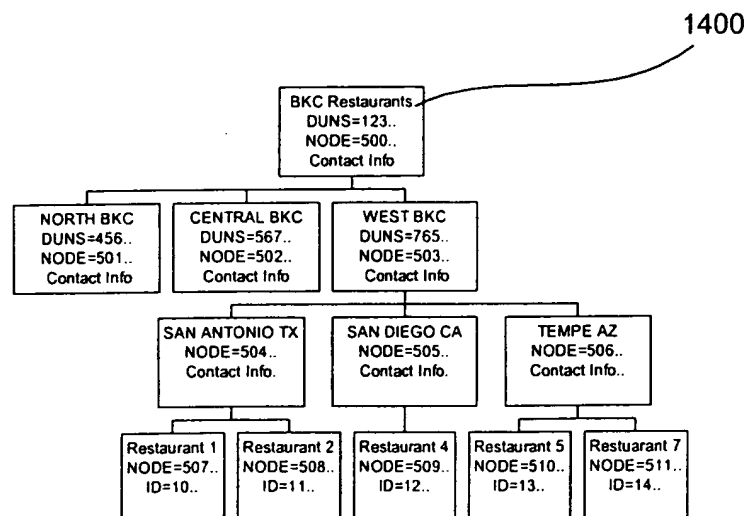 1400
BKC Restaurants
DUNS=123..
NODE=500..
Contact Info
NORTH BKC
DUNS=456..
NODE=501..
Contact Info
CENTRAL BKC
DUNS=567..
NODE=502..
Contact Info
WEST BKC
DUNS=765..
NODE=503..
Contact Info
SAN ANTONIO TX
NODE=504..
Contact Info.
SAN DIEGO CA
NODE=505..
Contact Info.
TEMPE AZ
NODE=506..
Contact Info..
Restaurant 1
NODE=507..
ID=10..
Restaurant 2
NODE=508..
ID=11..
Restaurant 4
NODE=509..
ID=12..
Restaurant 5
NODE=510..
ID=13..
Restuarant 7
NODE=511..
ID=14..